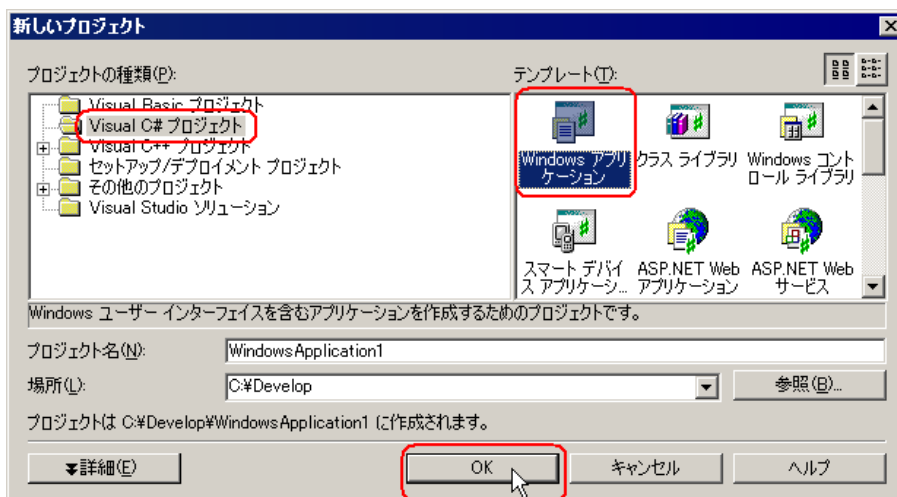 新しいプロジェクト
プロジェクトの種類(P):
テンプレート(T):
Visual Basic プロジェクト
Visual C# プロジェクト
Visual C++ プロジェクト
セットアップ/デプロイメント プロジェクト
その他のプロジェクト
Visual Studio ソリューション
Windows アプリ
ケーション
クラス ライブラリ
Windows コント
ロール ライブラリ
スマート デバイ
ス アプリケーシ...
ASP.NET Web
アプリケーション
ASP.NET Web
サービス
Windows ユーザー インターフェイスを含むアプリケーションを作成するためのプロジェクトです。
プロジェクト名(N):
WindowsApplication1
場所(L):
C:¥Develop
参照(B)...
プロジェクトは C:¥Develop¥WindowsApplication1 に作成されます。
詳細(E)
OK
キャンセル
ヘルプ